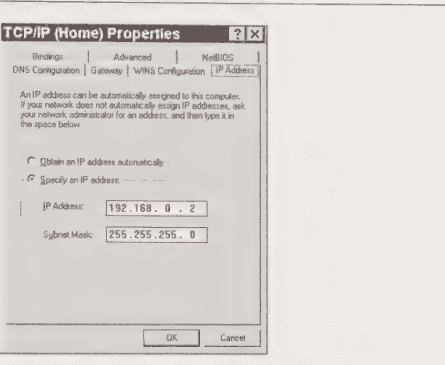 TCP/IP (Home) Properties
Bindings Advanced NetBIOS
DNS Configuration Gateway WINS Configuration IP Address
An IP address can be automatically assigned to this computer.
If your network does not automatically assign IP addresses, ask
your network administrator for an address, and then type it in
the space below.
Obtain an IP address automatically
Specify an IP address:
IP Address: 192.168. 0 . 2
Subnet Mask: 255.255.255. 0
OK Cancel